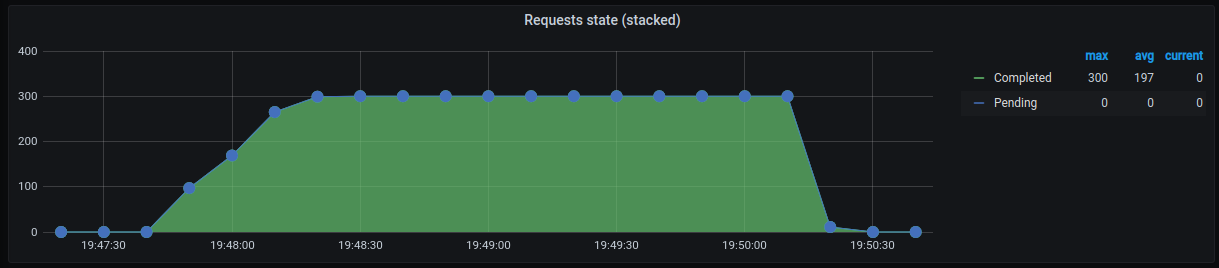 Requests state (stacked)
400
300
200
100
0
19:47:30 19:48:00 19:48:30 19:49:00 19:49:30 19:50:00 19:50:30
max avg current
Completed 300 197 0
Pending 0 0 0